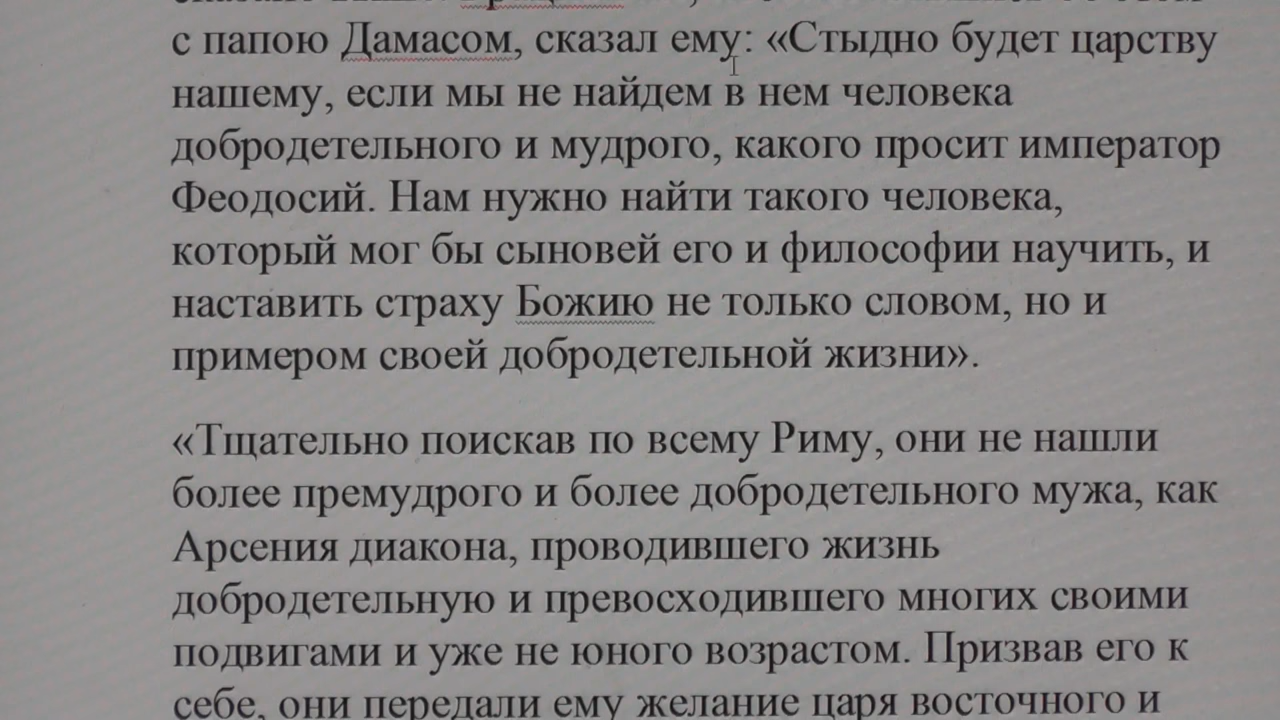 с папою Дамасом, сказал ему: «Стыдно будет царству
нашему, если мы не найдем в нем человека
добродетельного и мудрого, какого просит император
Феодосий. Нам нужно найти такого человека,
который мог бы сыновей его и философии научить, и
наставить страху Божию не только словом, но и
примером своей добродетельной жизни».
«Тщательно поискав по всему Риму, они не нашли
более премудрого и более добродетельного мужа, как
Арсения диакона, проводившего жизнь
добродетельную и превосходившего многих своими
подвигами и уже не юного возрастом. Призвав его к
себе, они передали ему желание царя восточного и